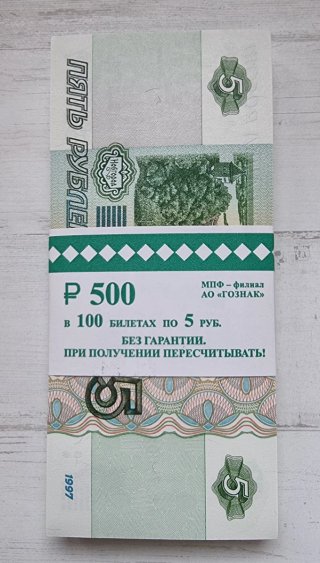 5
ПЯТЬ РУБЛЕЙ
Новгород
₽ 500
МПФ – филиал
АО «ГОЗНАК»
в 100 БИЛЕТАХ ПО 5 РУБ.
БЕЗ ГАРАНТИИ.
ПРИ ПОЛУЧЕНИИ ПЕРЕСЧИТЫВАТЬ!
5
1997
5